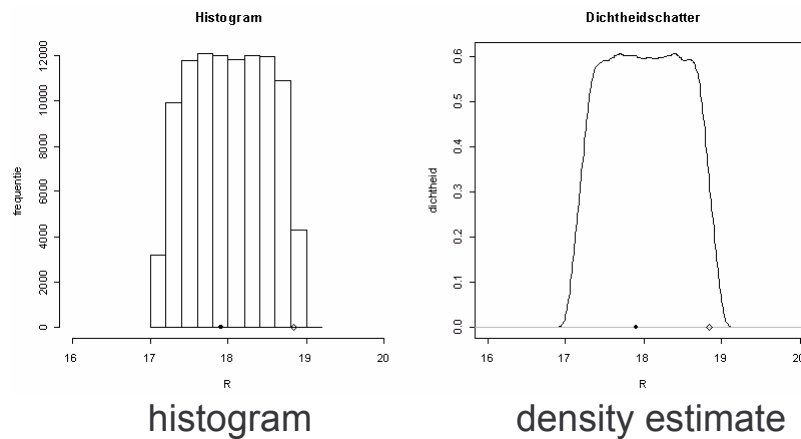 Histogram
frequentie
12000
10000
8000
6000
4000
2000
0
16 17 18 19 20
R
histogram
Dichtheidschatter
dichtheid
0.6
0.5
0.4
0.3
0.2
0.1
0.0
16 17 18 19 20
R
density estimate